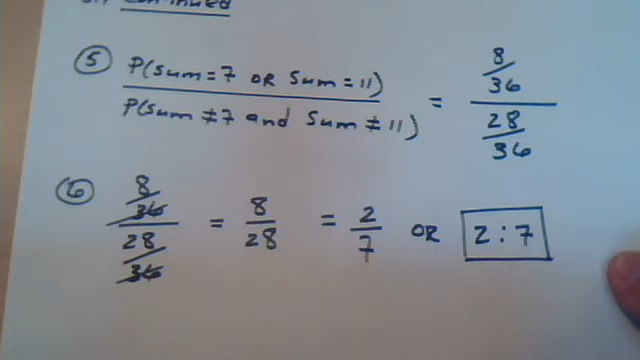 continued
5 P(sum=7 OR sum=11) / P(sum≠7 and sum≠11) = 8/36 / 28/36
6 8/36 / 28/36 = 8/28 = 2/7 OR 2:7